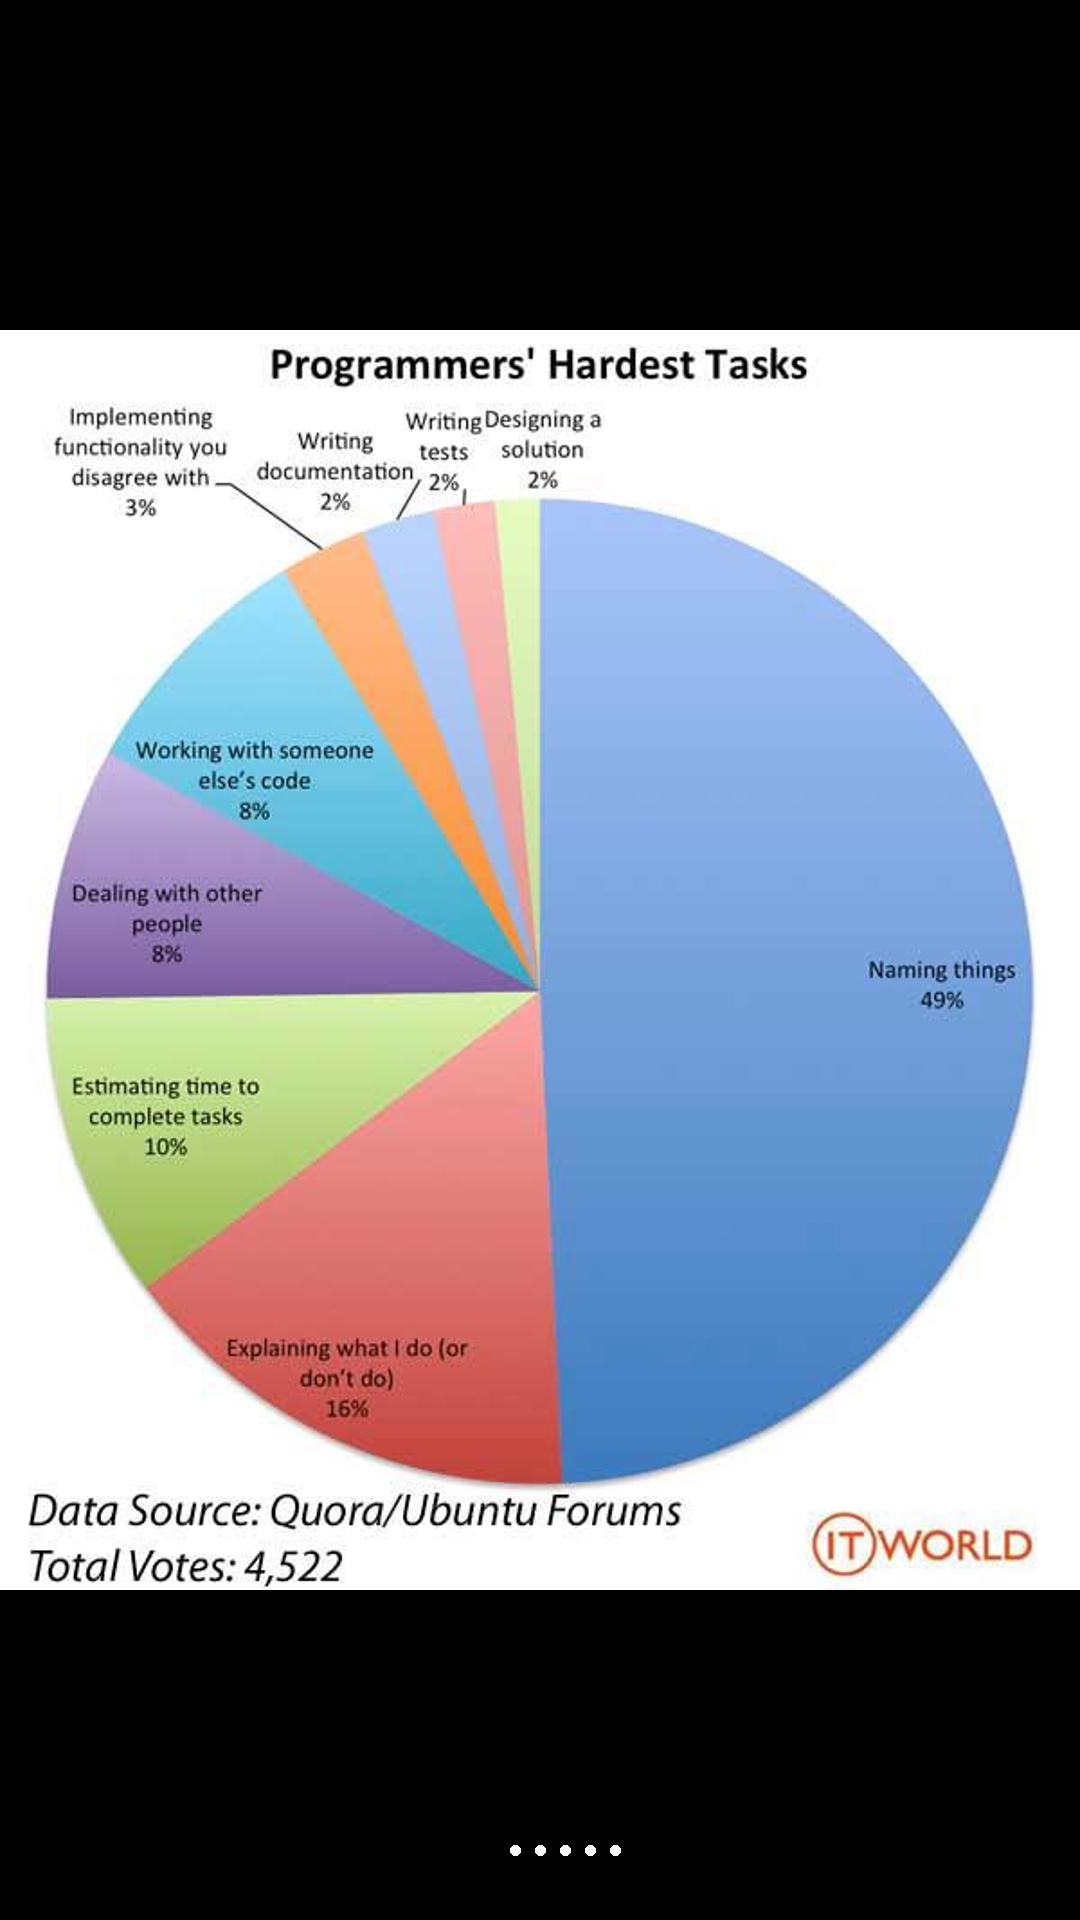 Programmers' Hardest Tasks
Implementing
functionality you
disagree with
3%
Writing
documentation
2%
Writing
tests
2%
Designing a
solution
2%
Working with someone
else's code
8%
Dealing with other
people
8%
Naming things
49%
Estimating time to
complete tasks
10%
Explaining what I do (or
don't do)
16%
Data Source: Quora/Ubuntu Forums
Total Votes: 4,522
ITWORLD